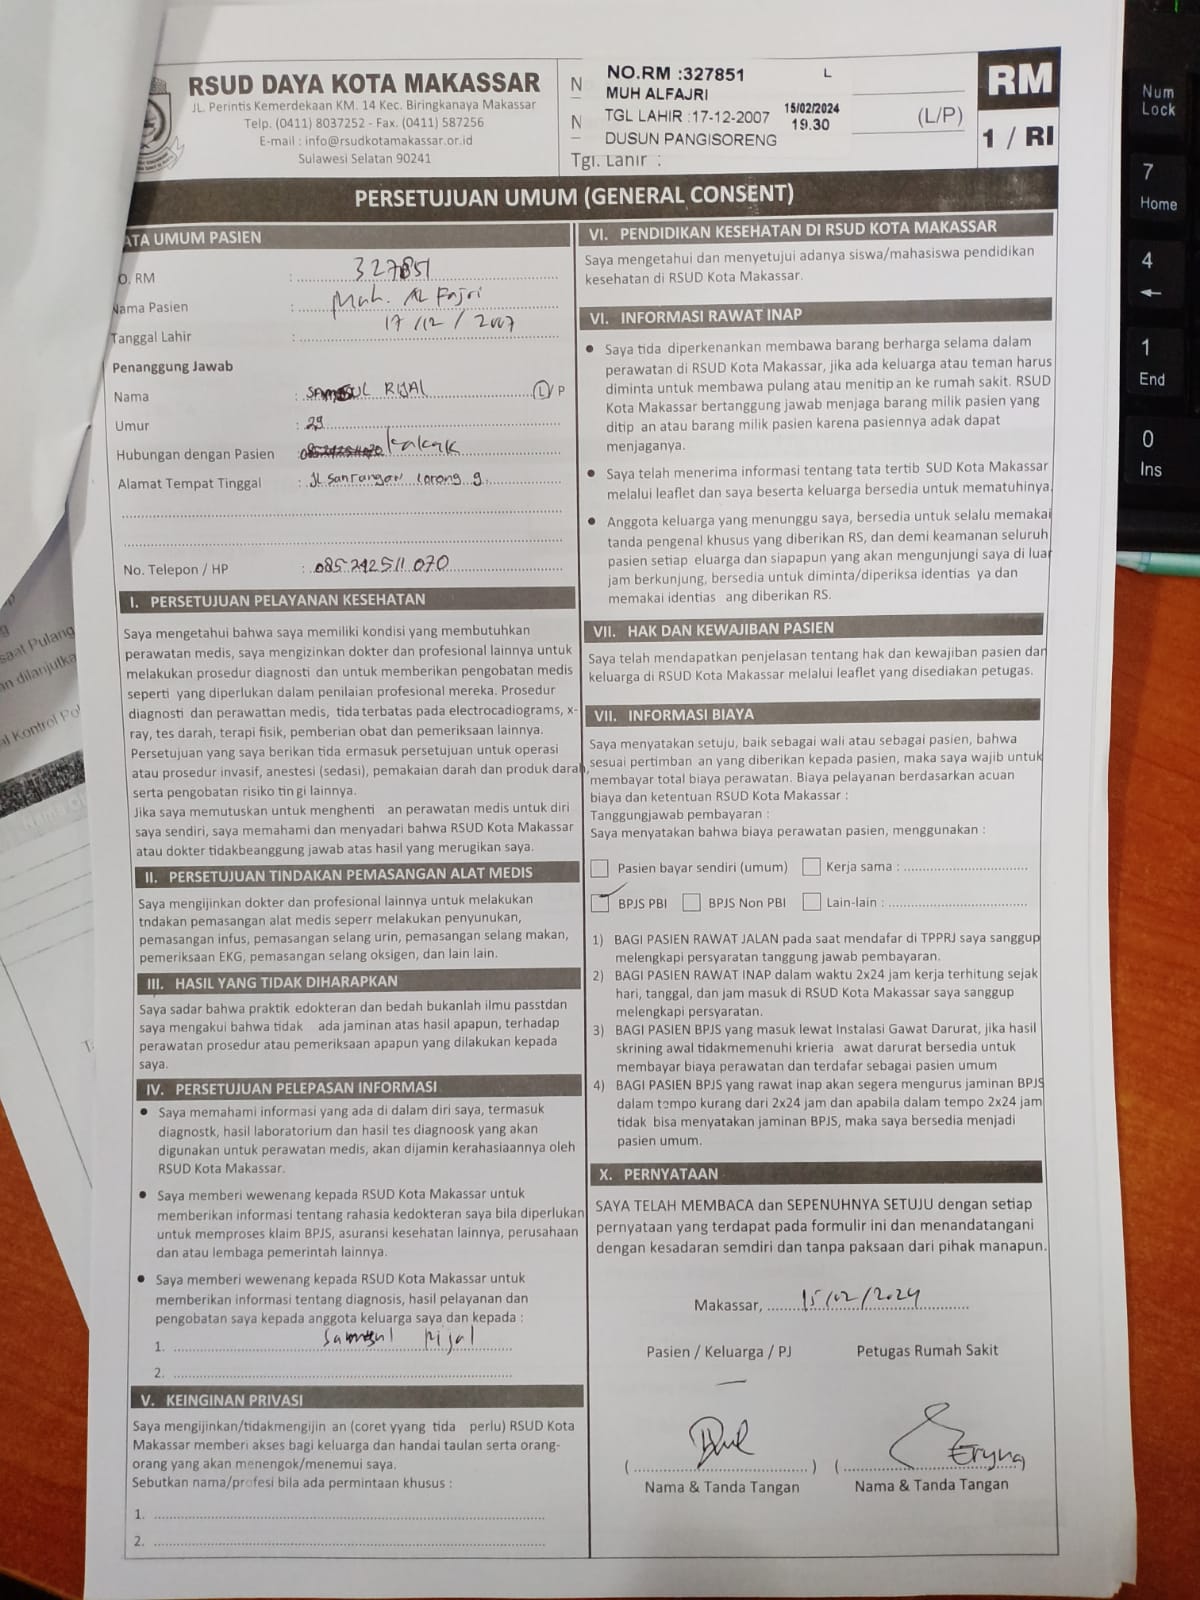 RSUD DAYA KOTA MAKASSAR
JL. Perintis Kemerdekaan KM. 14 Kec. Biringkanaya Makassar
Telp. (0411) 8037252 - Fax. (0411) 587256
E-mail : info@rsudkotamakassar.or.id
Sulawesi Selatan 90241
N
N
Tgl. Lahir :
NO.RM :327851 L
MUH ALFAJRI
TGL LAHIR :17-12-2007 15/02/2024
19.30
DUSUN PANGISORENG
(L/P)
RM
1 / RI
PERSETUJUAN UMUM (GENERAL CONSENT)
ATA UMUM PASIEN
O. RM : 327851
Nama Pasien : Muh. Al Fajri
Tanggal Lahir : 17 /12 / 2007
Penanggung Jawab
Nama : SAMSUL RIJAL (L) / P
Umur : 29
Hubungan dengan Pasien : kakak
Alamat Tempat Tinggal : Jl. lorong 9
No. Telepon / HP : 085 242511 070
I. PERSETUJUAN PELAYANAN KESEHATAN
Saya mengetahui bahwa saya memiliki kondisi yang membutuhkan
perawatan medis, saya mengizinkan dokter dan profesional lainnya untuk
melakukan prosedur diagnosti dan untuk memberikan pengobatan medis
seperti yang diperlukan dalam penilaian profesional mereka. Prosedur
diagnosti dan perawattan medis, tida terbatas pada electrocadiograms, x-
ray, tes darah, terapi fisik, pemberian obat dan pemeriksaan lainnya.
Persetujuan yang saya berikan tida ermasuk persetujuan untuk operasi
atau prosedur invasif, anestesi (sedasi), pemakaian darah dan produk darah,
serta pengobatan risiko tin gi lainnya.
Jika saya memutuskan untuk menghenti an perawatan medis untuk diri
saya sendiri, saya memahami dan menyadari bahwa RSUD Kota Makassar
atau dokter tidakbeanggung jawab atas hasil yang merugikan saya.
II. PERSETUJUAN TINDAKAN PEMASANGAN ALAT MEDIS
Saya mengijinkan dokter dan profesional lainnya untuk melakukan
tndakan pemasangan alat medis seperr melakukan penyunukan,
pemasangan infus, pemasangan selang urin, pemasangan selang makan,
pemeriksaan EKG, pemasangan selang oksigen, dan lain lain.
III. HASIL YANG TIDAK DIHARAPKAN
Saya sadar bahwa praktik edokteran dan bedah bukanlah ilmu passtdan
saya mengakui bahwa tidak ada jaminan atas hasil apapun, terhadap
perawatan prosedur atau pemeriksaan apapun yang dilakukan kepada
saya.
IV. PERSETUJUAN PELEPASAN INFORMASI
• Saya memahami informasi yang ada di dalam diri saya, termasuk
diagnostk, hasil laboratorium dan hasil tes diagnoosk yang akan
digunakan untuk perawatan medis, akan dijamin kerahasiaannya oleh
RSUD Kota Makassar.
• Saya memberi wewenang kepada RSUD Kota Makassar untuk
memberikan informasi tentang rahasia kedokteran saya bila diperlukan
untuk memproses klaim BPJS, asuransi kesehatan lainnya, perusahaan
dan atau lembaga pemerintah lainnya.
• Saya memberi wewenang kepada RSUD Kota Makassar untuk
memberikan informasi tentang diagnosis, hasil pelayanan dan
pengobatan saya kepada anggota keluarga saya dan kepada :
1. Samsul Rijal
2.
V. KEINGINAN PRIVASI
Saya mengijinkan/tidakmengijin an (coret yyang tida perlu) RSUD Kota
Makassar memberi akses bagi keluarga dan handai taulan serta orang-
orang yang akan menengok/menemui saya.
Sebutkan nama/profesi bila ada permintaan khusus :
1.
2.
VI. PENDIDIKAN KESEHATAN DI RSUD KOTA MAKASSAR
Saya mengetahui dan menyetujui adanya siswa/mahasiswa pendidikan
kesehatan di RSUD Kota Makassar.
VI. INFORMASI RAWAT INAP
• Saya tida diperkenankan membawa barang berharga selama dalam
perawatan di RSUD Kota Makassar, jika ada keluarga atau teman harus
diminta untuk membawa pulang atau menitip an ke rumah sakit. RSUD
Kota Makassar bertanggung jawab menjaga barang milik pasien yang
ditip an atau barang milik pasien karena pasiennya adak dapat
menjaganya.
• Saya telah menerima informasi tentang tata tertib SUD Kota Makassar
melalui leaflet dan saya beserta keluarga bersedia untuk mematuhinya.
• Anggota keluarga yang menunggu saya, bersedia untuk selalu memakai
tanda pengenal khusus yang diberikan RS, dan demi keamanan seluruh
pasien setiap eluarga dan siapapun yang akan mengunjungi saya di luar
jam berkunjung, bersedia untuk diminta/diperiksa identias ya dan
memakai identias ang diberikan RS.
VII. HAK DAN KEWAJIBAN PASIEN
Saya telah mendapatkan penjelasan tentang hak dan kewajiban pasien dan
keluarga di RSUD Kota Makassar melalui leaflet yang disediakan petugas.
VII. INFORMASI BIAYA
Saya menyatakan setuju, baik sebagai wali atau sebagai pasien, bahwa
sesuai pertimban an yang diberikan kepada pasien, maka saya wajib untuk
membayar total biaya perawatan. Biaya pelayanan berdasarkan acuan
biaya dan ketentuan RSUD Kota Makassar :
Tanggungjawab pembayaran :
Saya menyatakan bahwa biaya perawatan pasien, menggunakan :
Pasien bayar sendiri (umum) Kerja sama :
BPJS PBI BPJS Non PBI Lain-lain :
1) BAGI PASIEN RAWAT JALAN pada saat mendafar di TPPRJ saya sanggup
melengkapi persyaratan tanggung jawab pembayaran.
2) BAGI PASIEN RAWAT INAP dalam waktu 2x24 jam kerja terhitung sejak
hari, tanggal, dan jam masuk di RSUD Kota Makassar saya sanggup
melengkapi persyaratan.
3) BAGI PASIEN BPJS yang masuk lewat Instalasi Gawat Darurat, jika hasil
skrining awal tidakmemenuhi krieria awat darurat bersedia untuk
membayar biaya perawatan dan terdafar sebagai pasien umum
4) BAGI PASIEN BPJS yang rawat inap akan segera mengurus jaminan BPJS
dalam tempo kurang dari 2x24 jam dan apabila dalam tempo 2x24 jam
tidak bisa menyatakan jaminan BPJS, maka saya bersedia menjadi
pasien umum.
X. PERNYATAAN
SAYA TELAH MEMBACA dan SEPENUHNYA SETUJU dengan setiap
pernyataan yang terdapat pada formulir ini dan menandatangani
dengan kesadaran semdiri dan tanpa paksaan dari pihak manapun.
Makassar, 15/02/2024
Pasien / Keluarga / PJ Petugas Rumah Sakit
Eryna
Nama & Tanda Tangan Nama & Tanda Tangan
saat Pulang
an dilanjutka
al Kontrol Pol
Num
Lock
7
Home
4
←
1
End
0
Ins